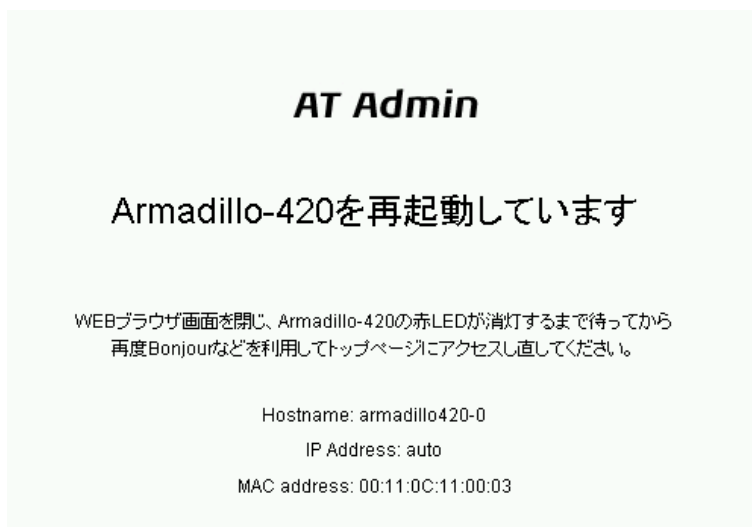 AT Admin
Armadillo-420を再起動しています
WEBブラウザ画面を閉じ、Armadillo-420の赤LEDが消灯するまで待ってから
再度Bonjourなどを利用してトップページにアクセスし直してください。
Hostname: armadillo420-0
IP Address: auto
MAC address: 00:11:0C:11:00:03